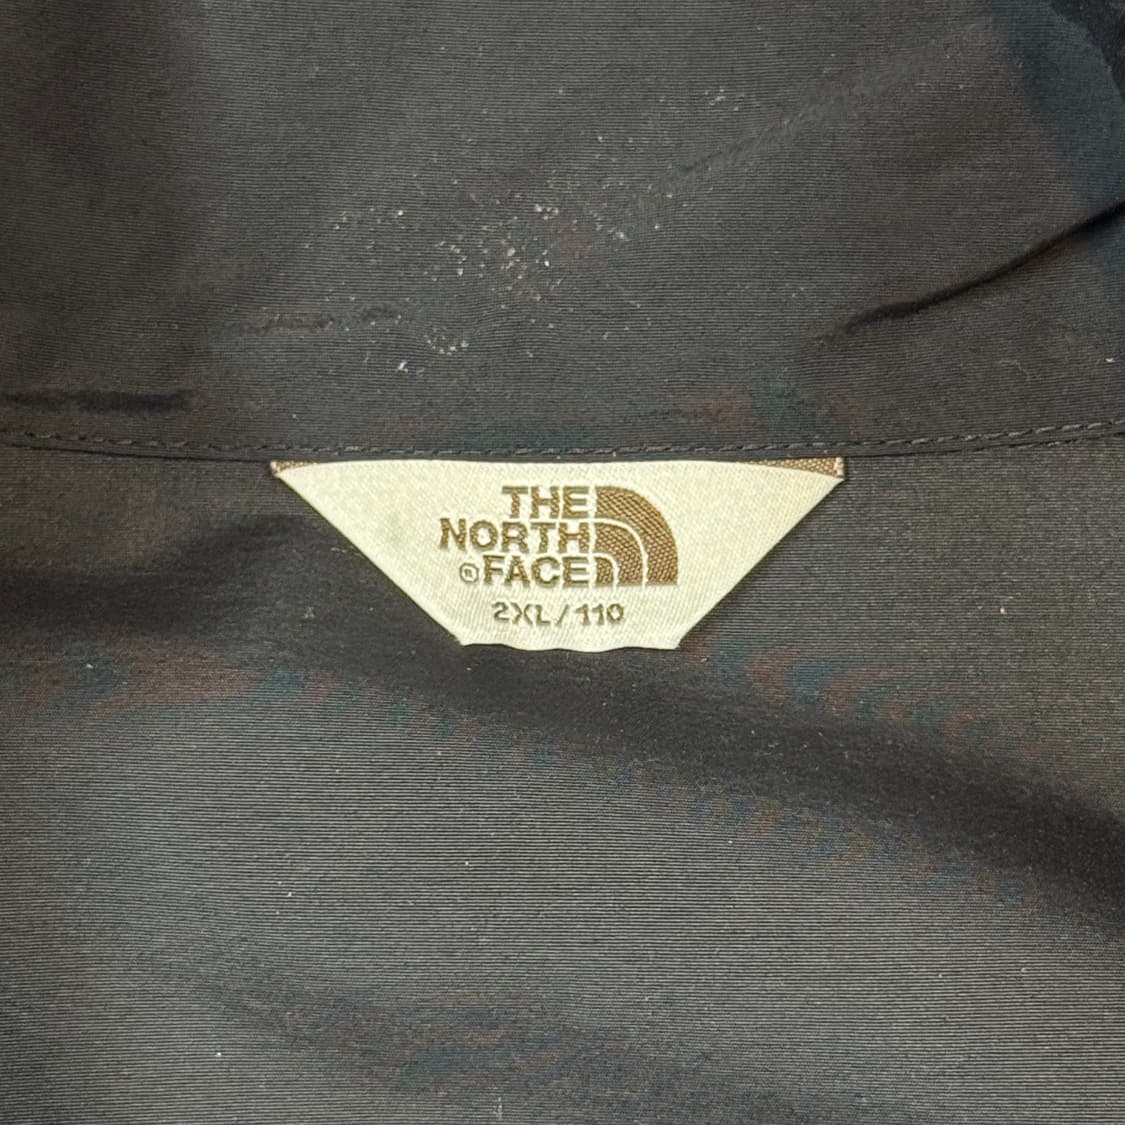 THE
NORTH
®FACE
2XL/110